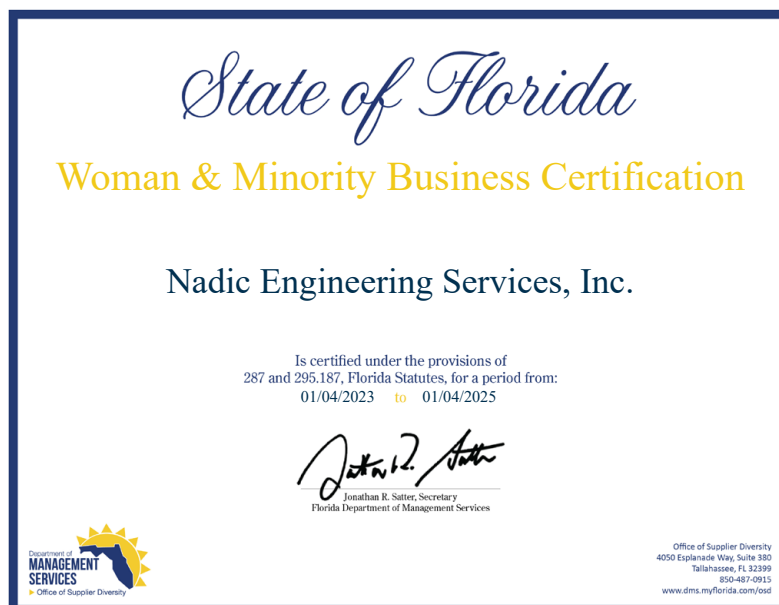 State of Florida
Woman & Minority Business Certification
Nadic Engineering Services, Inc.
Is certified under the provisions of
287 and 295.187, Florida Statutes, for a period from:
01/04/2023 to 01/04/2025
Jonathan R. Satter, Secretary
Florida Department of Management Services
Department of
MANAGEMENT
SERVICES
Office of Supplier Diversity
Office of Supplier Diversity
4050 Esplanade Way, Suite 380
Tallahassee, FL 32399
850-487-0915
www.dms.myflorida.com/osd